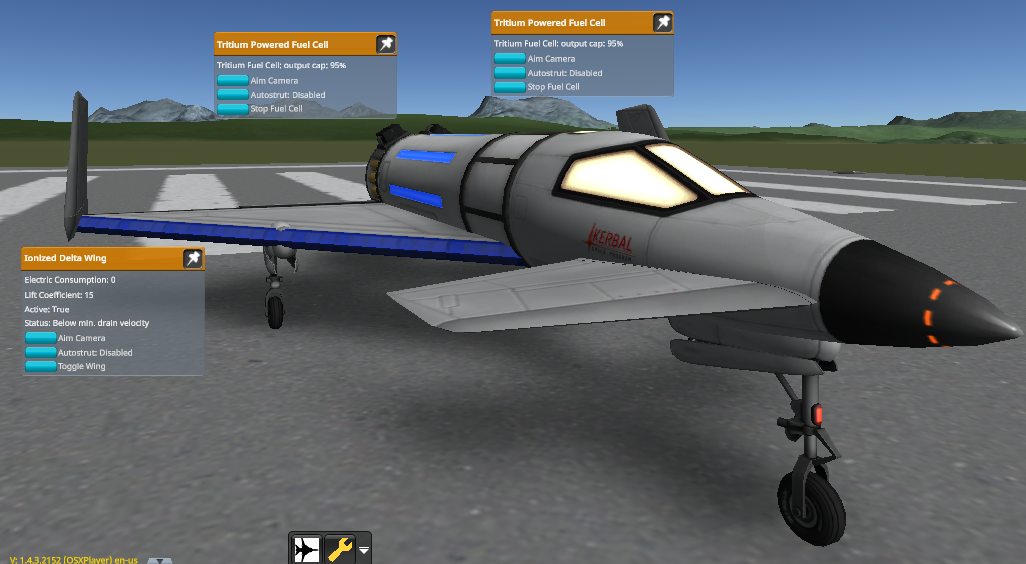 Tritium Powered Fuel Cell
Tritium Fuel Cell: output cap: 95%
Aim Camera
Autostrut: Disabled
Stop Fuel Cell
Tritium Powered Fuel Cell
Tritium Fuel Cell: output cap: 95%
Aim Camera
Autostrut: Disabled
Stop Fuel Cell
KERBAL
Ionized Delta Wing
Electric Consumption: 0
Lift Coefficient: 15
Active: True
Status: Below min. drain velocity
Aim Camera
Autostrut: Disabled
Toggle Wing
V: 1.4.3.2152 (OSXPlayer) en-us